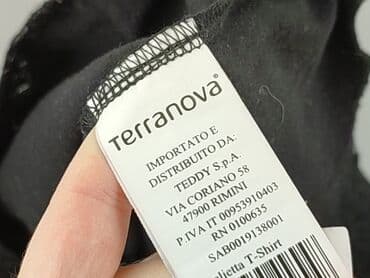 Terranova®
IMPORTATO E
DISTRIBUITO DA:
TEDDY S.p.A.
VIA CORIANO 58
47900 RIMINI
P.IVA IT 00953910403
RN 0100635
SAB0019138001
T-Shirt